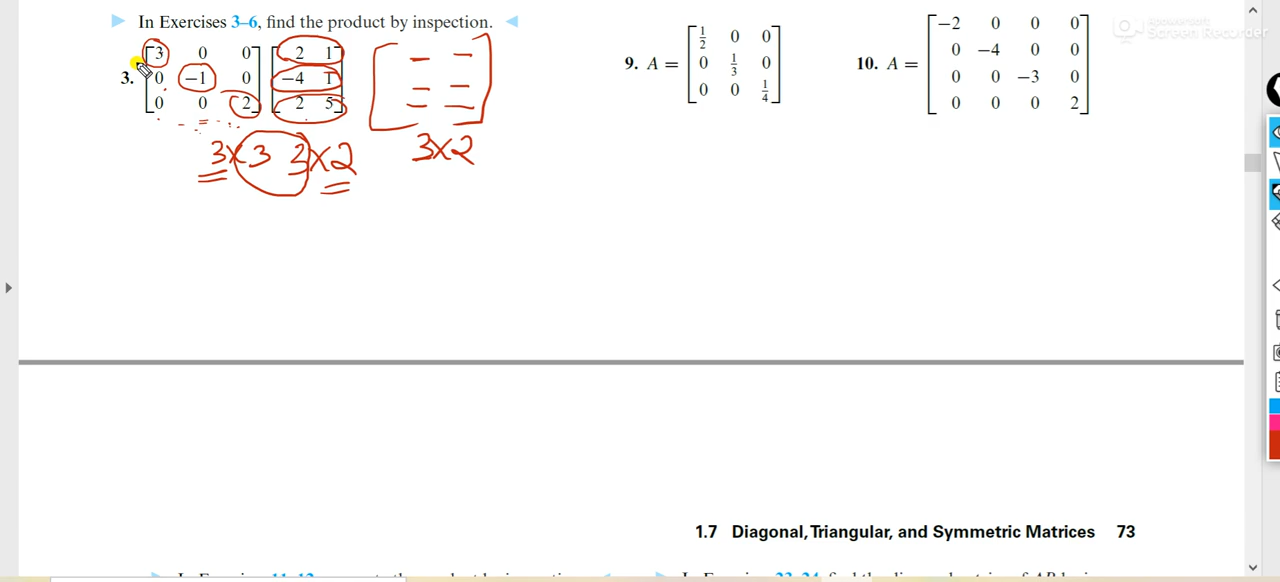 In Exercises 3–6, find the product by inspection.
3. [3 0 0] [2 1]
[0 −1 0] [−4 1]
[0 0 2] [2 5]
3×3 3×2 3×2
9. A = [1/2 0 0]
[0 1/3 0]
[0 0 1/4]
10. A = [−2 0 0 0]
[0 −4 0 0]
[0 0 −3 0]
[0 0 0 2]
Apowersoft
Screen Recorder
1.7 Diagonal, Triangular, and Symmetric Matrices 73